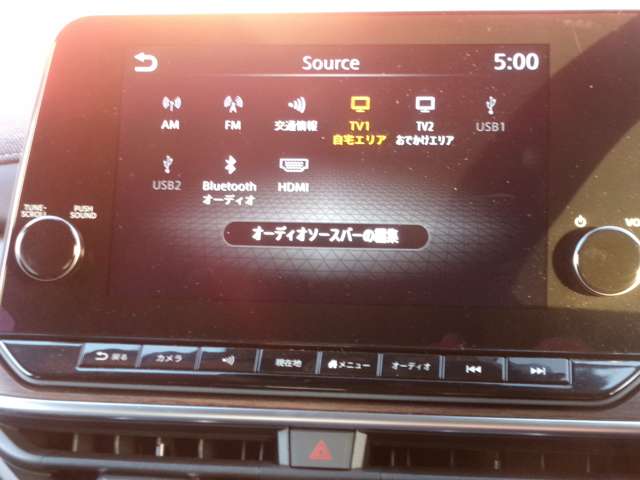 Source 5:00
AM FM 交通情報 TV1 TV2 USB1
自宅エリア おでかけエリア
USB2 Bluetooth HDMI
オーディオ
オーディオソースバーの編集
TUNE-
SCROLL
PUSH
SOUND
VO
戻る カメラ 現在地 メニュー オーディオ